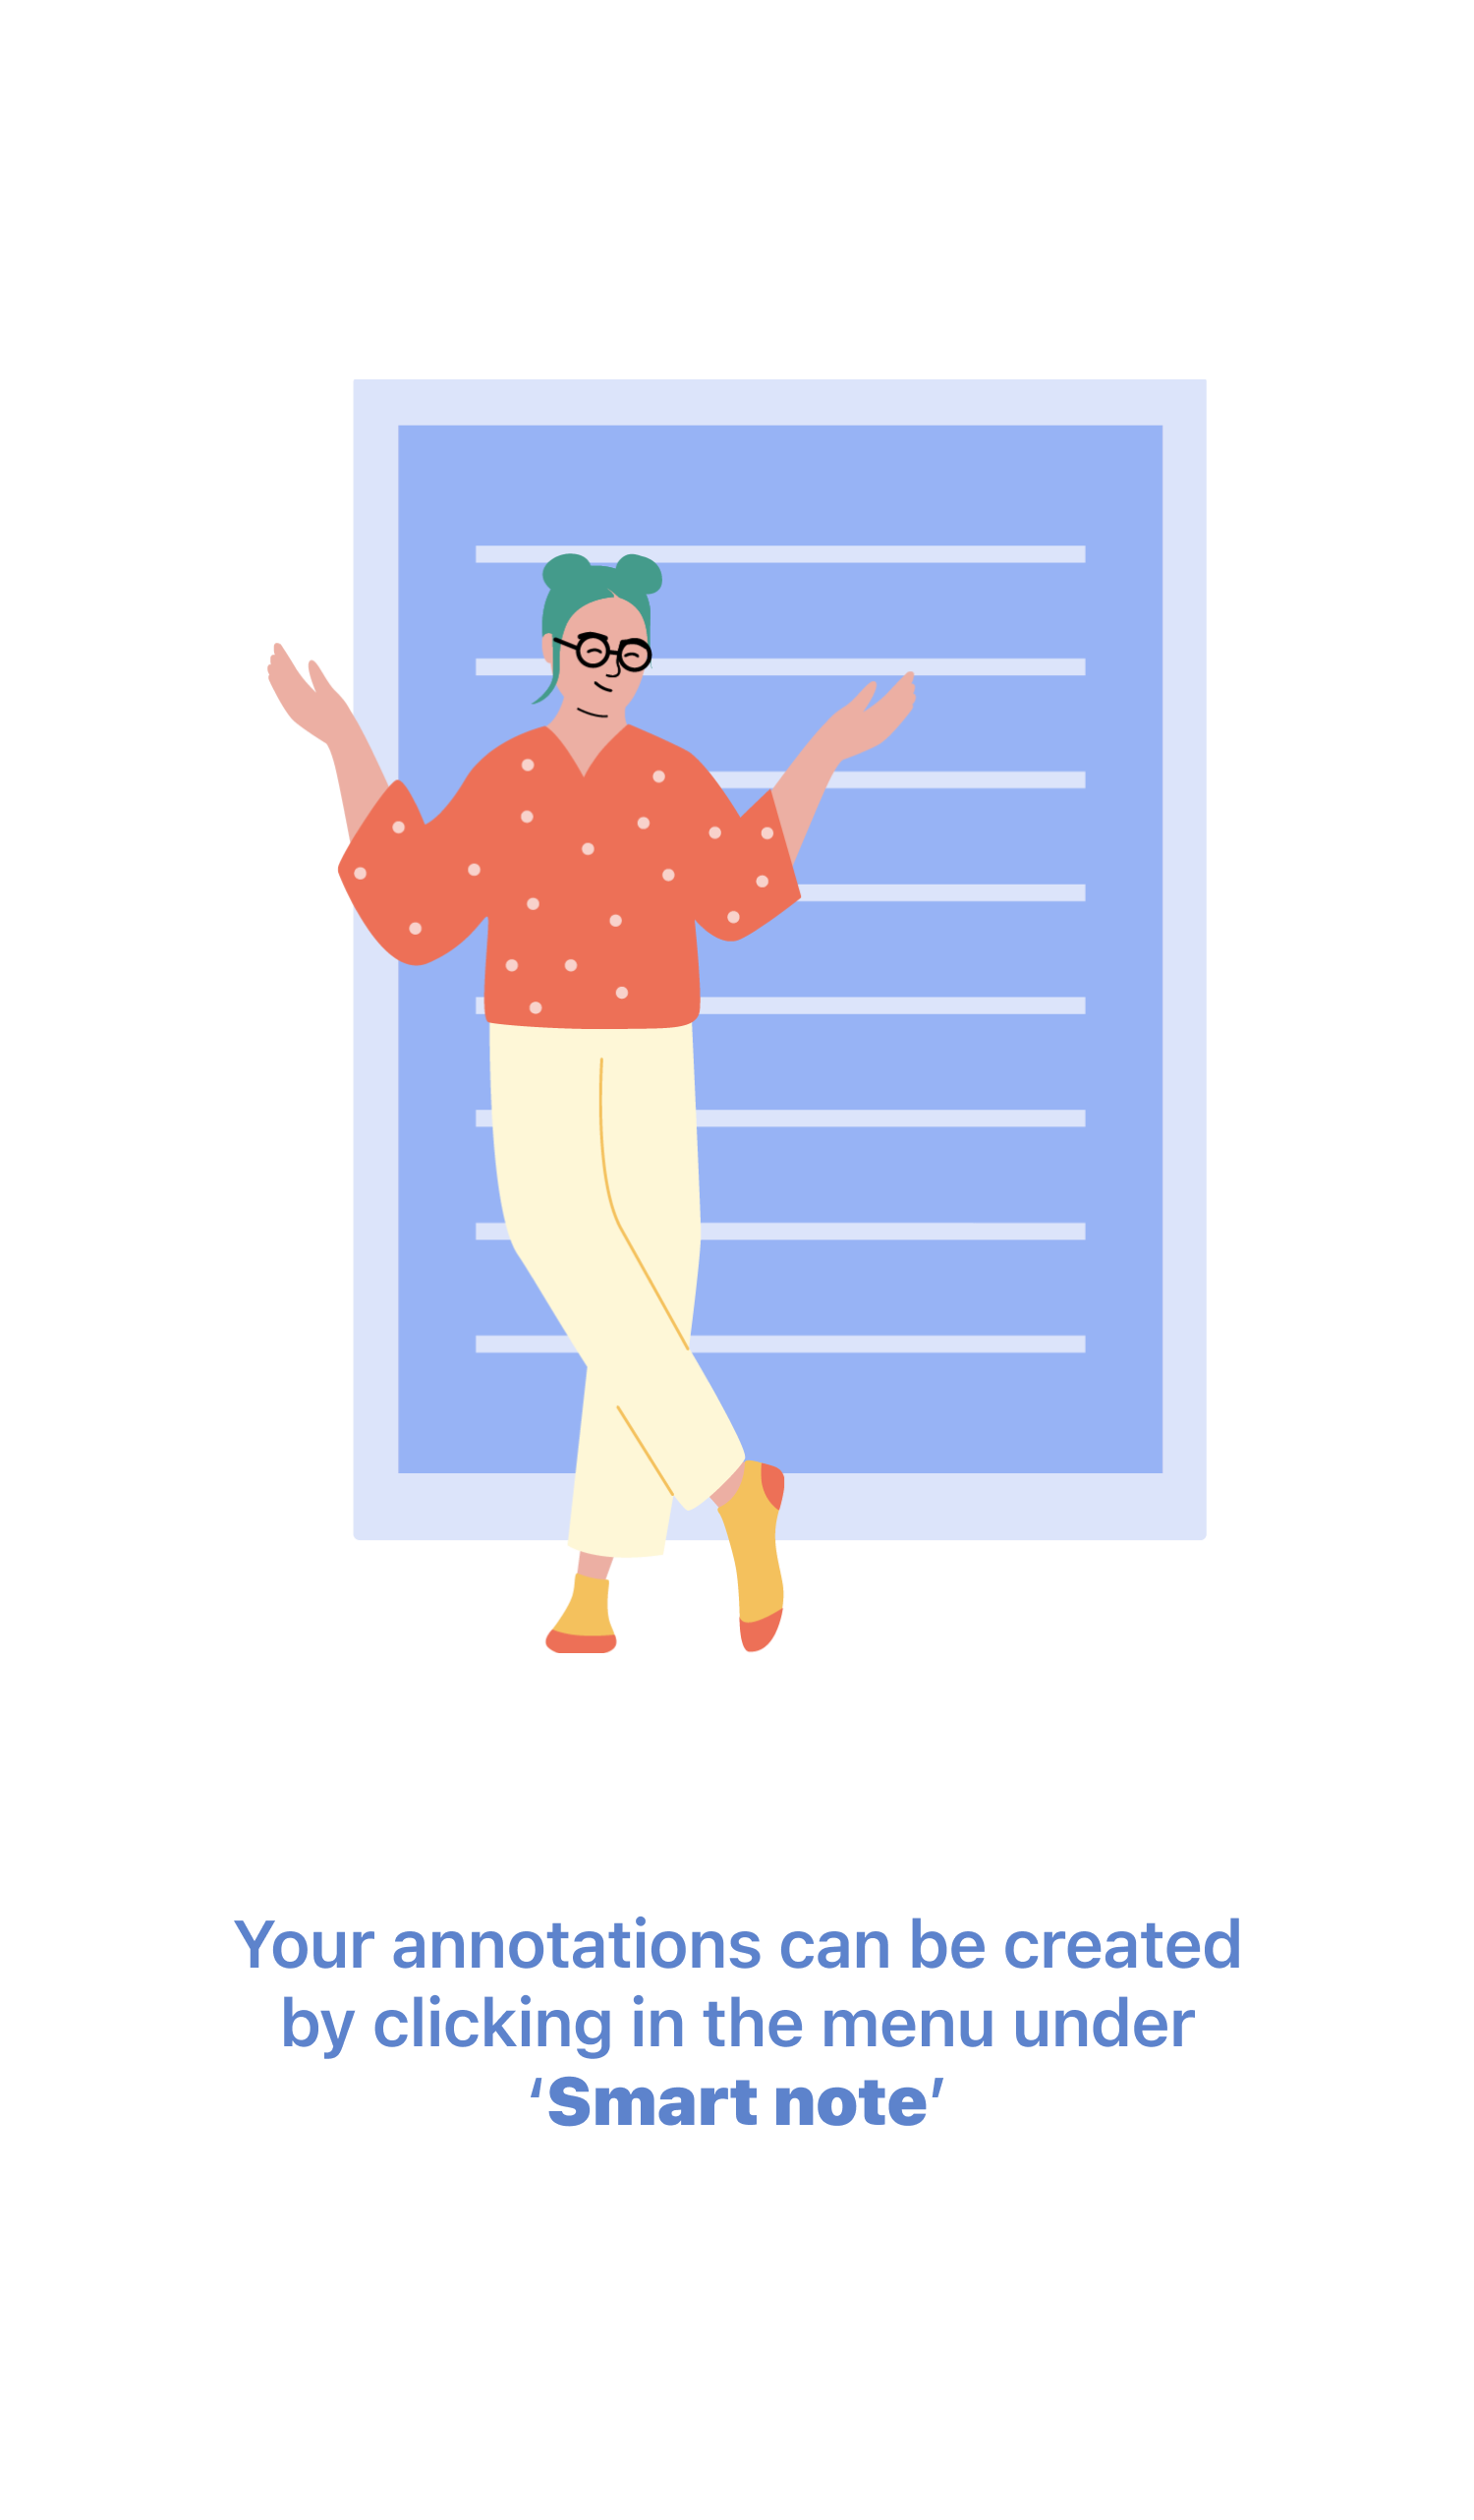 Your annotations can be created
by clicking in the menu under
‘Smart note’